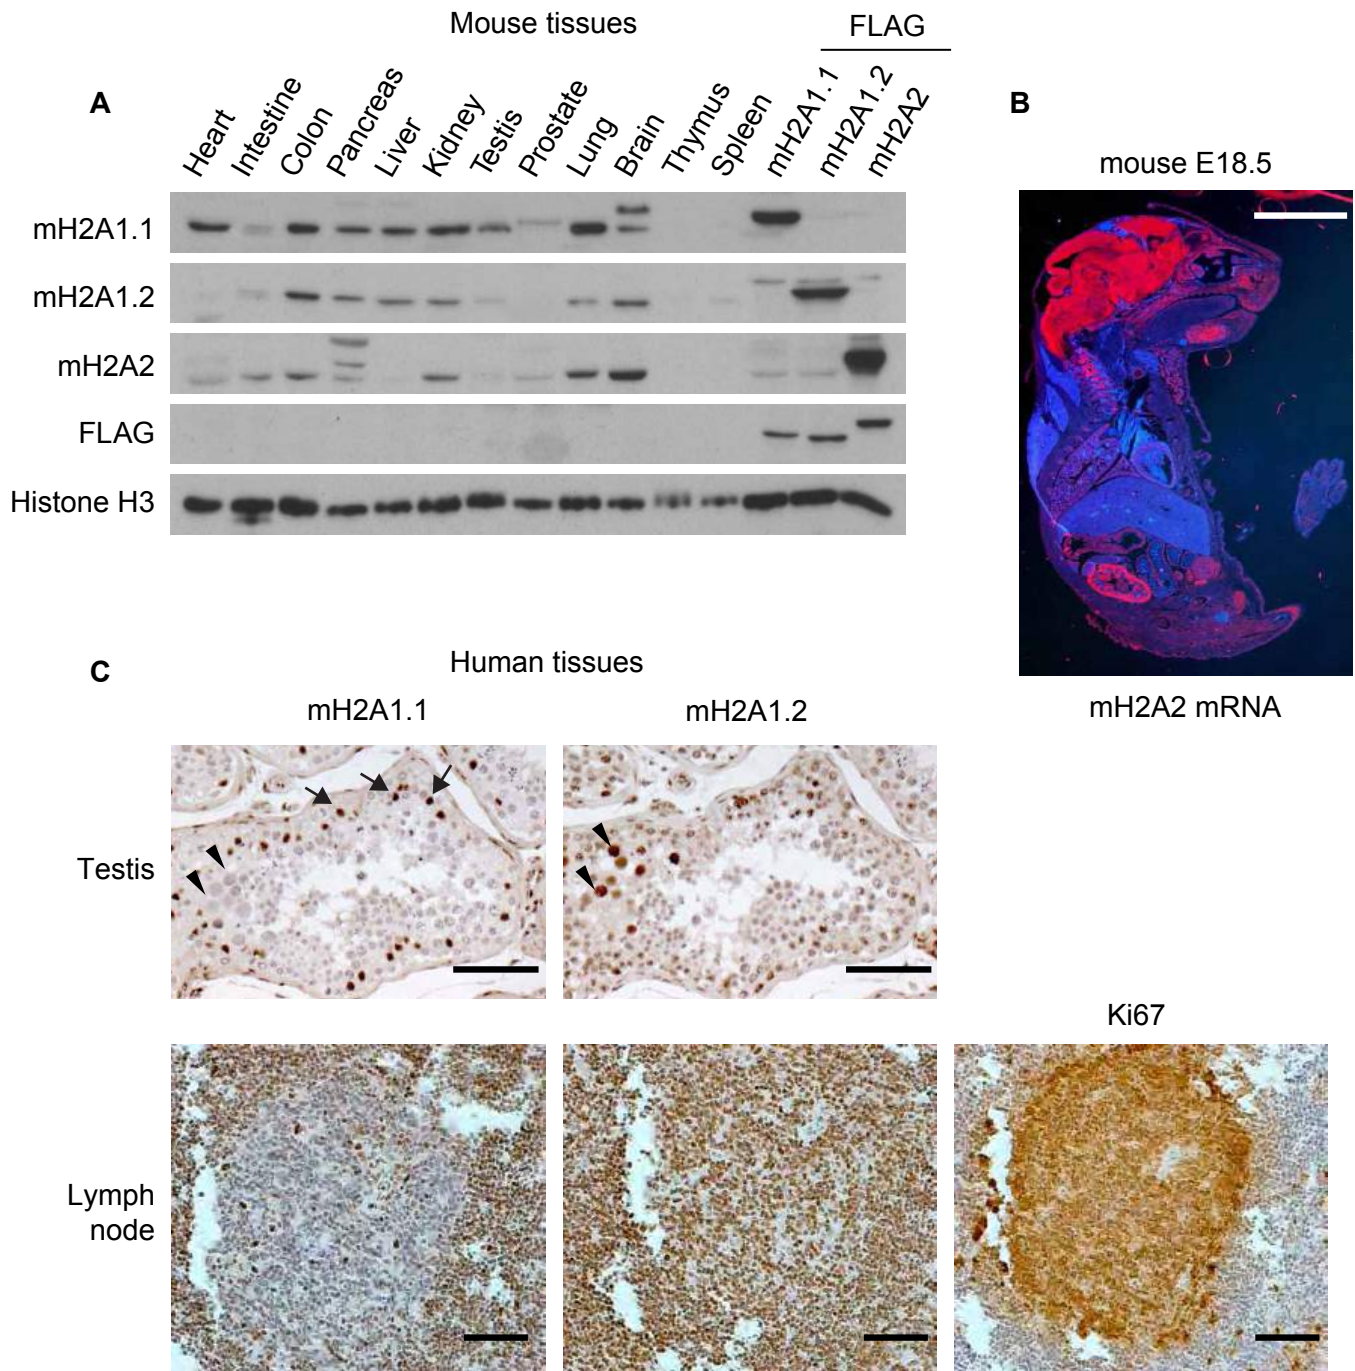 Mouse tissues
FLAG
A
B
Heart
Intestine
Colon
Pancreas
Liver
Kidney
Testis
Prostate
Lung
Brain
Thymus
Spleen
mH2A1.1
mH2A1.2
mH2A2
mH2A1.1
mH2A1.2
mH2A2
FLAG
Histone H3
mouse E18.5
mH2A2 mRNA
C
Human tissues
mH2A1.1
mH2A1.2
Testis
Ki67
Lymph
node